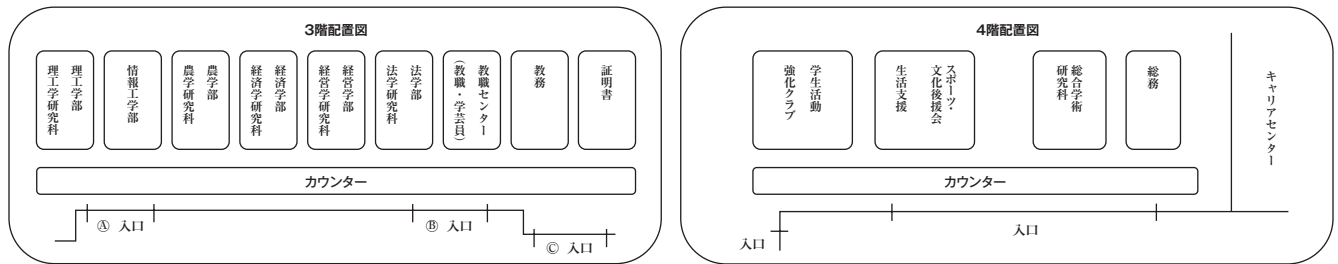 3階配置図
理工学部
理工学研究科
情報工学部
農学部
農学研究科
経済学部
経済学研究科
経営学部
経営学研究科
法学部
法学研究科
教職センター
(教職・学芸員)
教務
証明書
カウンター
Ⓐ 入口
Ⓑ 入口
Ⓒ 入口
4階配置図
学生活動
強化クラブ
スポーツ・
文化後援会
生活支援
総合学術
研究科
総務
キャリアセンター
カウンター
入口
入口